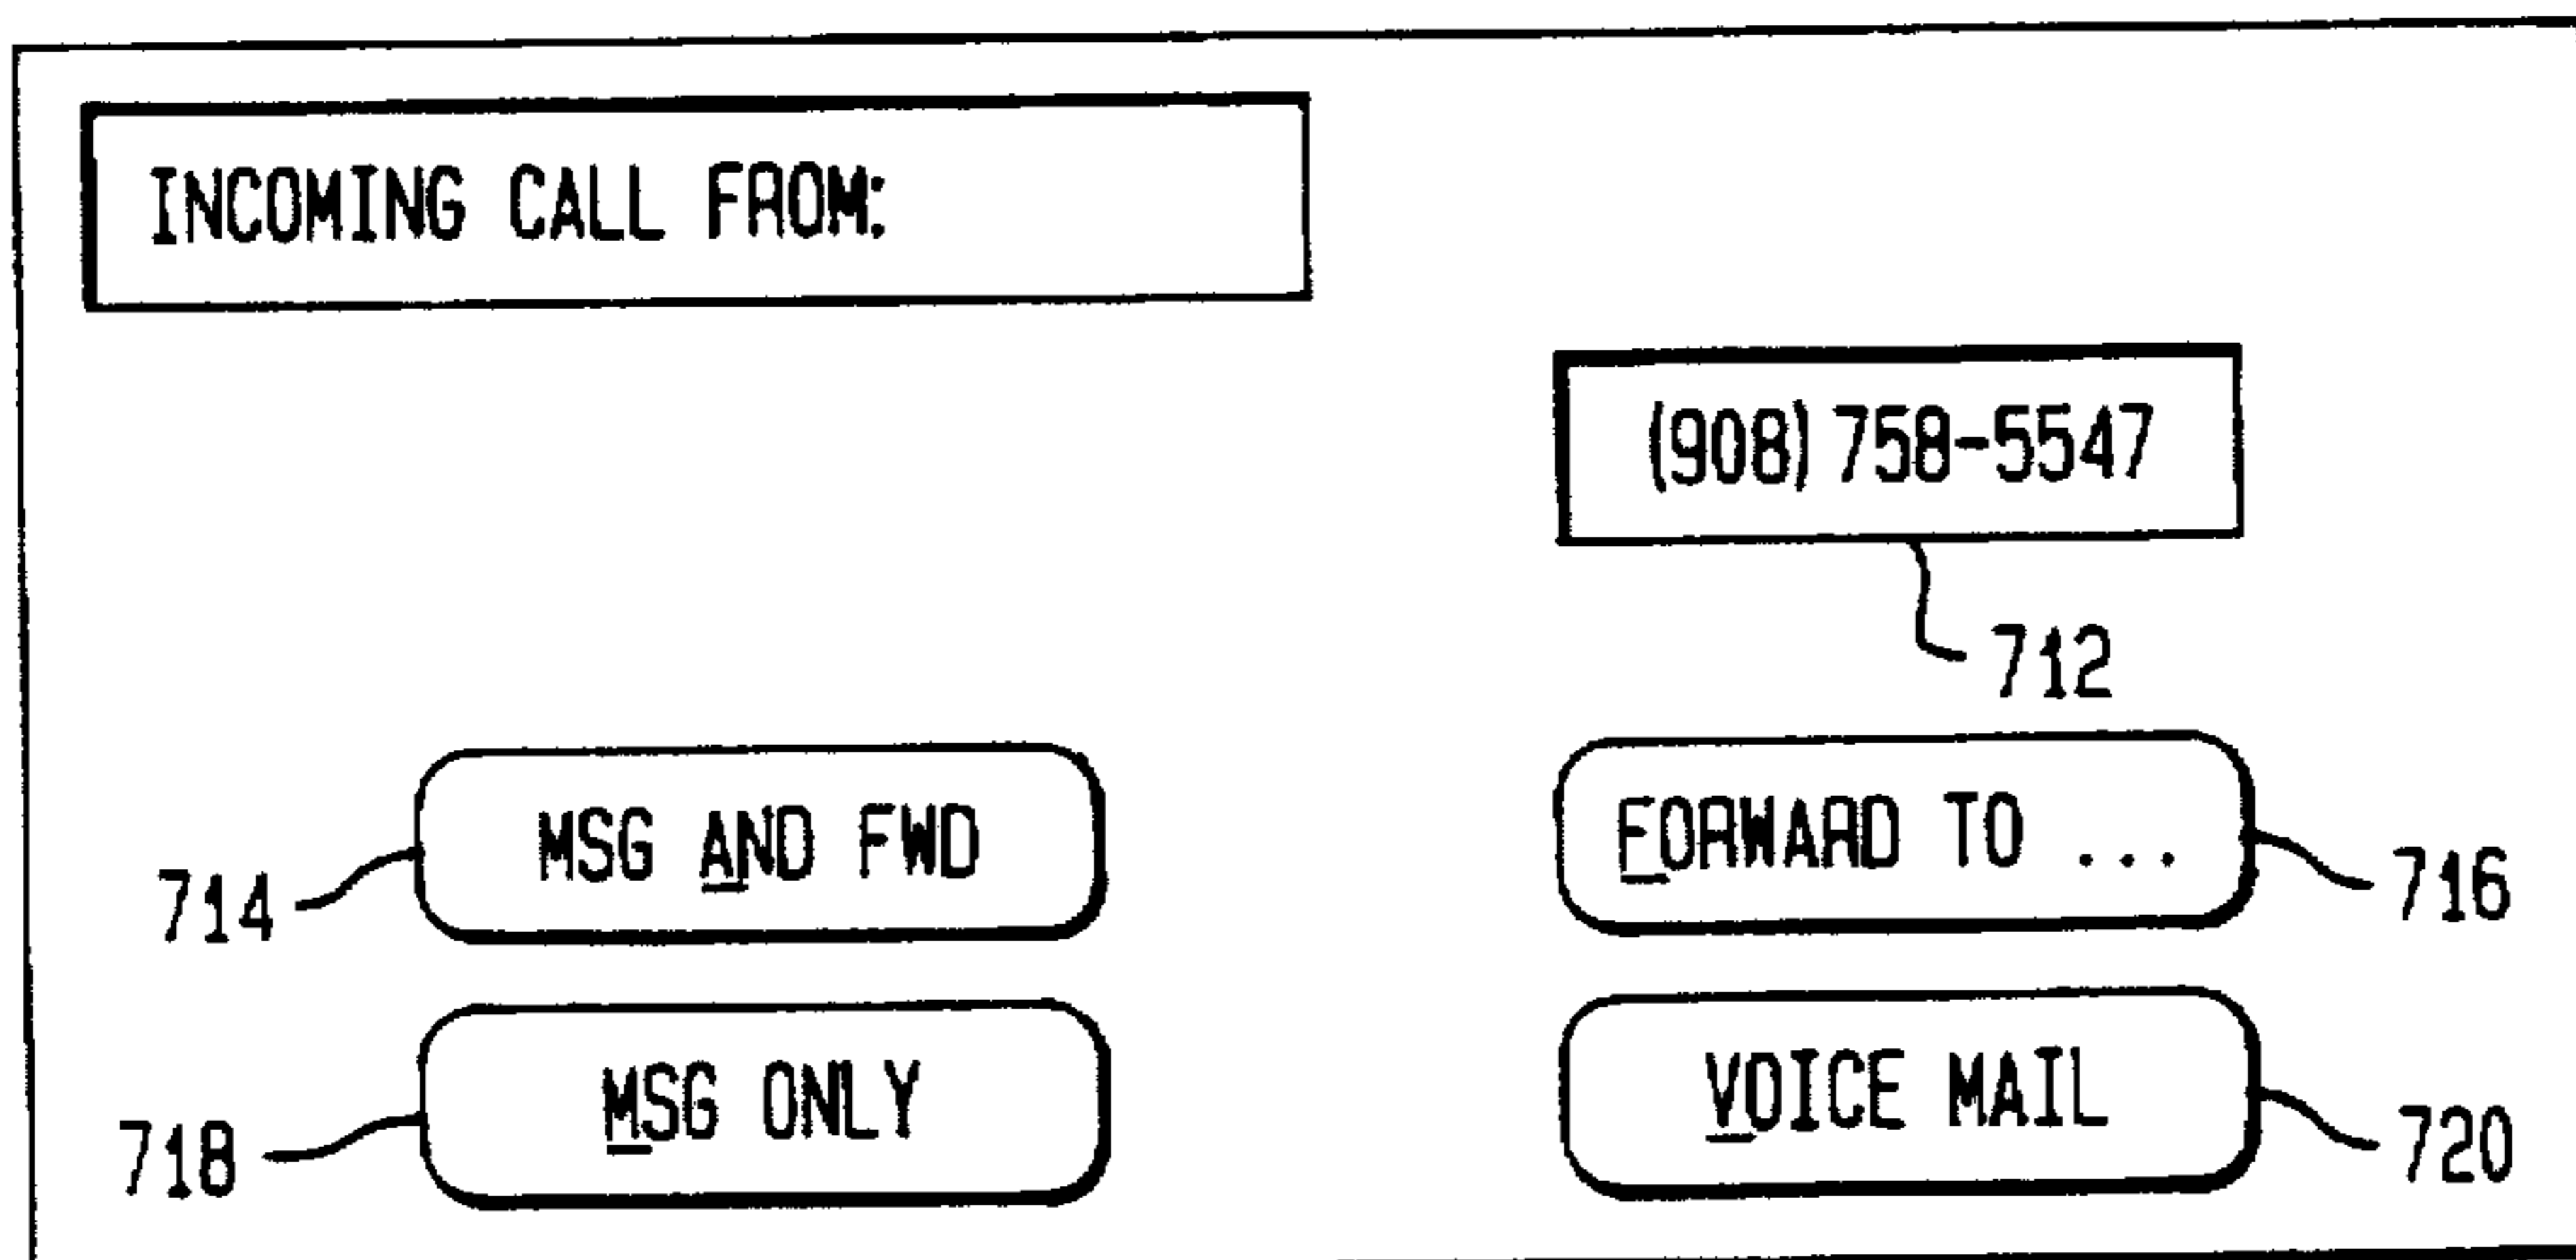 INCOMING CALL FROM:
(908) 758-5547
712
714 MSG AND FWD
FORWARD TO ... 716
718 MSG ONLY
VOICE MAIL 720